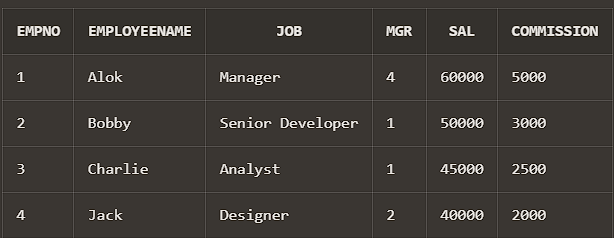 EMPNO EMPLOYEENAME JOB MGR SAL COMMISSION
1 Alok Manager 4 60000 5000
2 Bobby Senior Developer 1 50000 3000
3 Charlie Analyst 1 45000 2500
4 Jack Designer 2 40000 2000